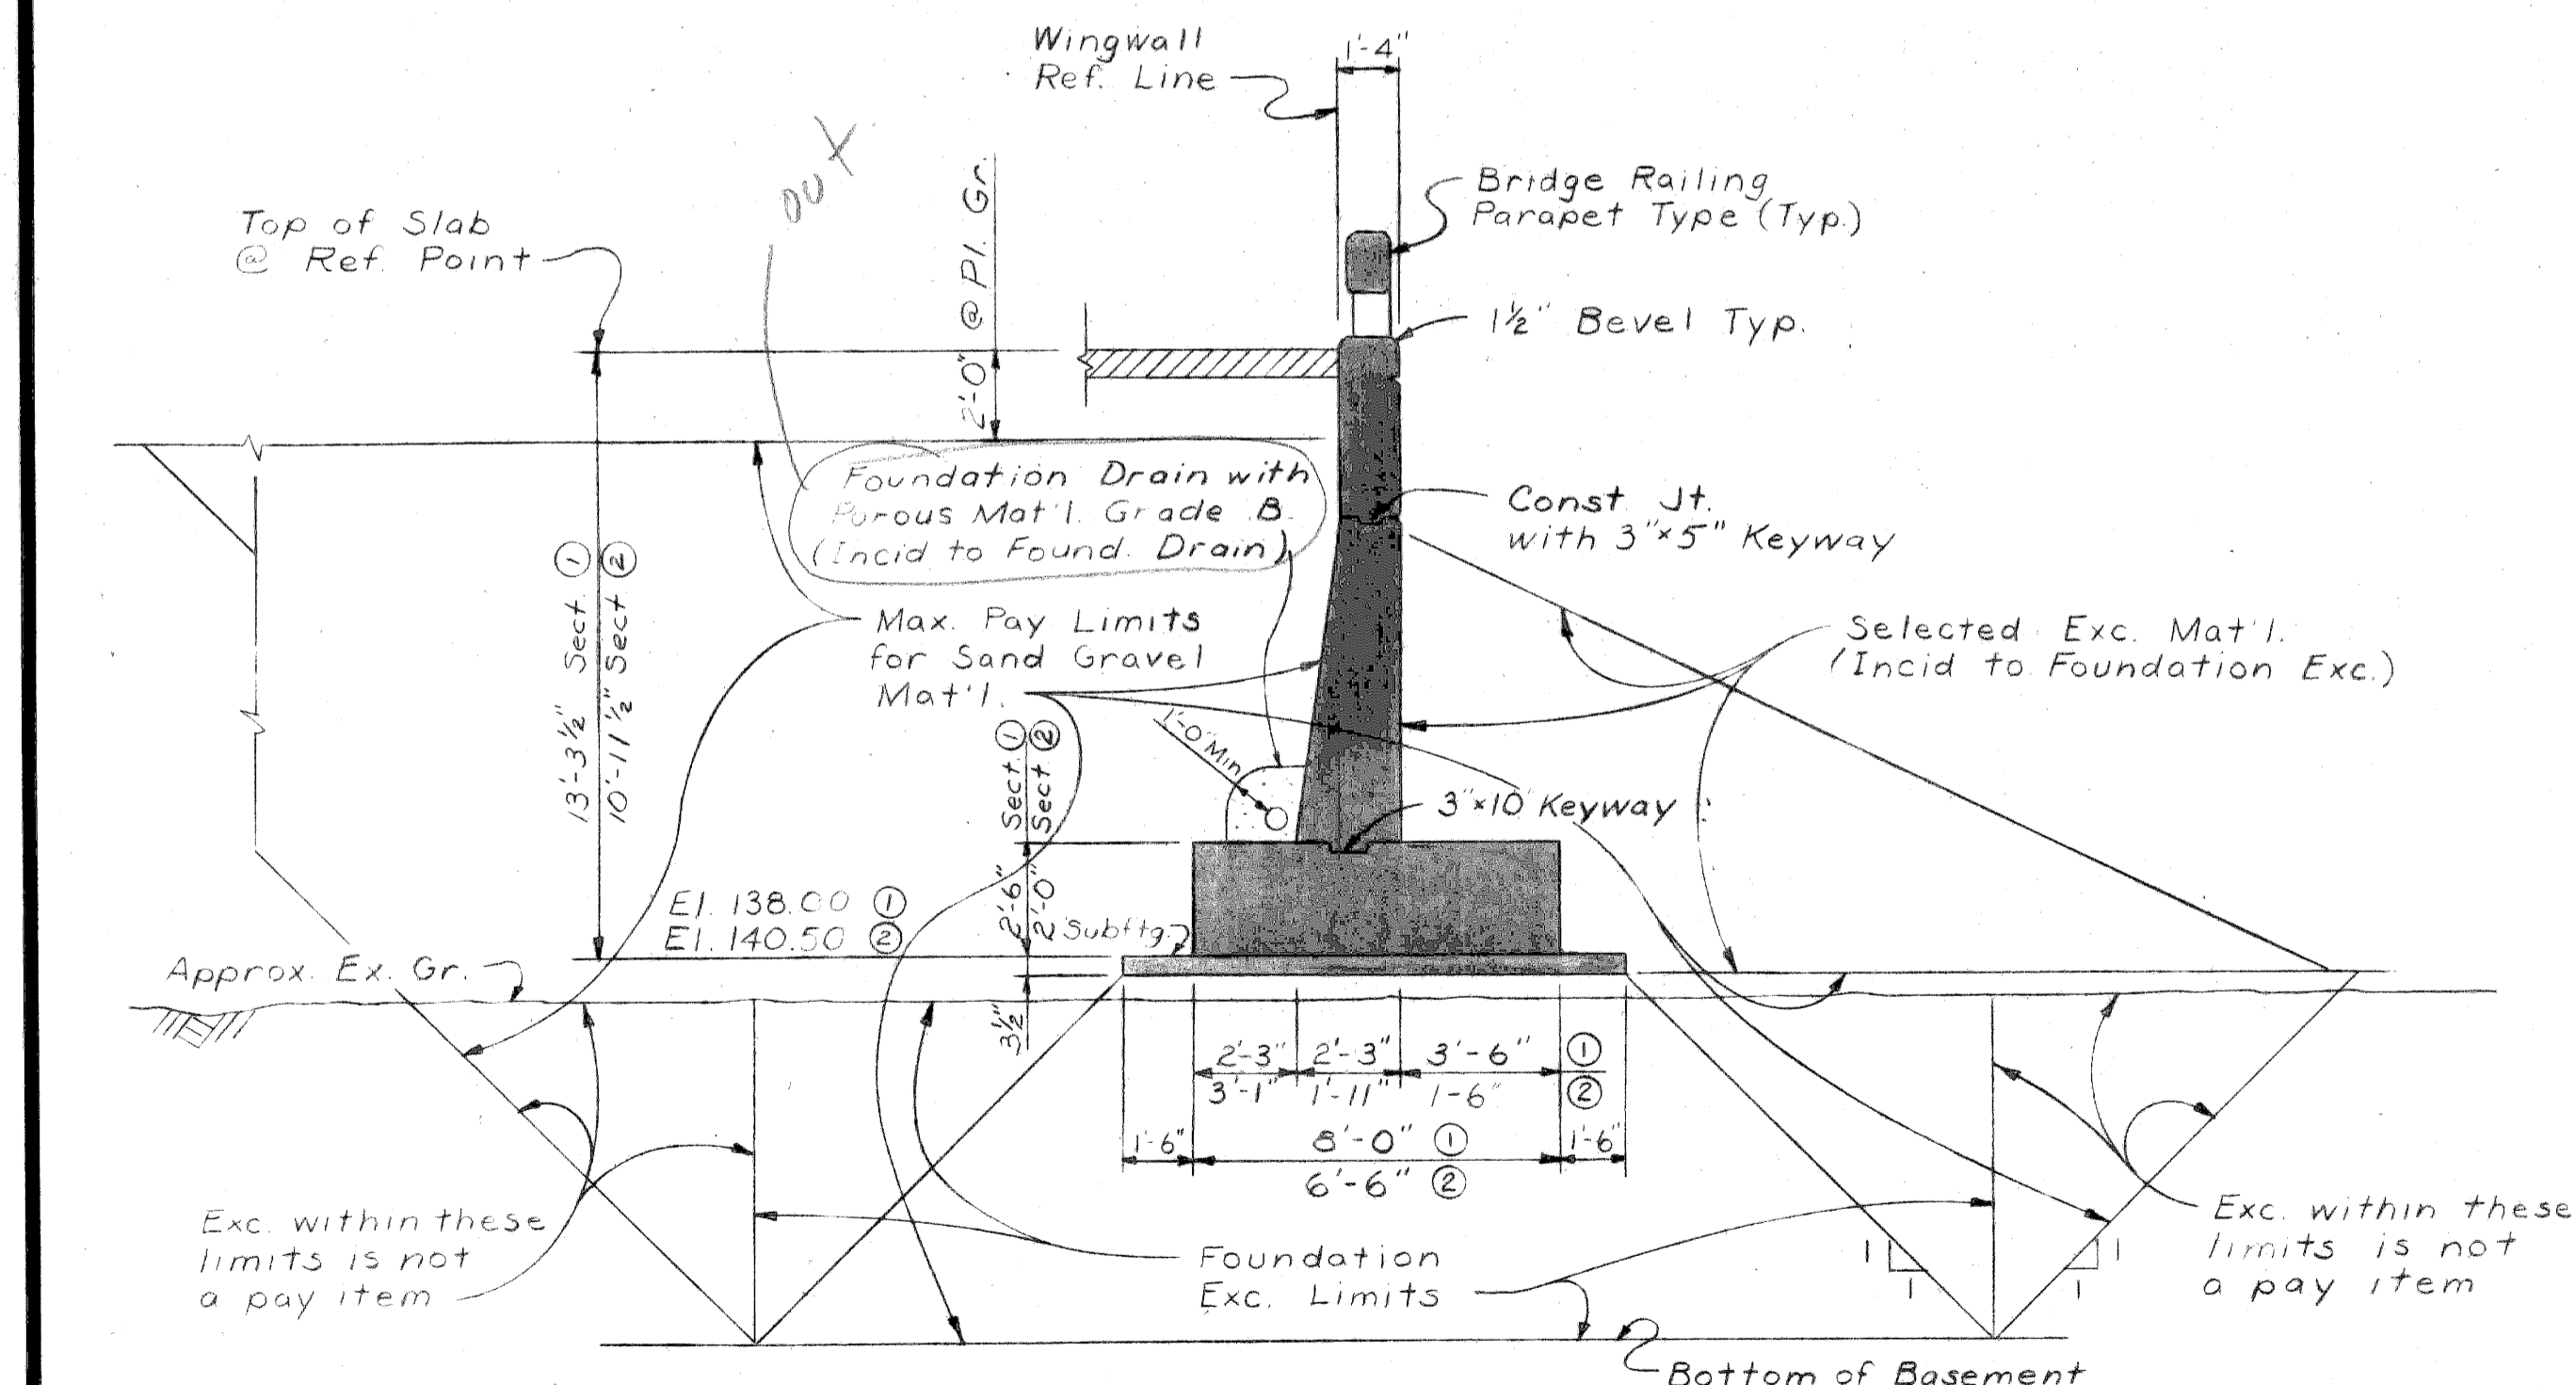 Wingwall
Ref. Line
1'-4"
out
Bridge Railing
Parapet Type (Typ.)
Top of Slab
@ Ref. Point
2'-0" @ Pl. Gr.
1½" Bevel Typ.
Foundation Drain with
Porous Mat'l. Grade B.
(Incid to Found. Drain)
Const. Jt.
with 3"×5" Keyway
13'-3½" Sect. ①
10'-11½" Sect ②
Max. Pay Limits
for Sand Gravel
Mat'l.
Selected Exc. Mat'l.
(Incid to Foundation Exc.)
1'-0" Min.
2'-6" Sect. ①
2'-0" Sect ②
3"×10" Keyway
El. 138.00 ①
El. 140.50 ②
Subftg.
Approx. Ex. Gr.
3½"
2'-3" 2'-3" 3'-6" ①
3'-1" 1'-11" 1-6" ②
1'-6" 8'-0" ① 1'-6"
6'-6" ②
Exc. within these
limits is not
a pay item
Foundation
Exc. Limits
1
1
1
1
Exc. within these
limits is not
a pay item
Bottom of Basement